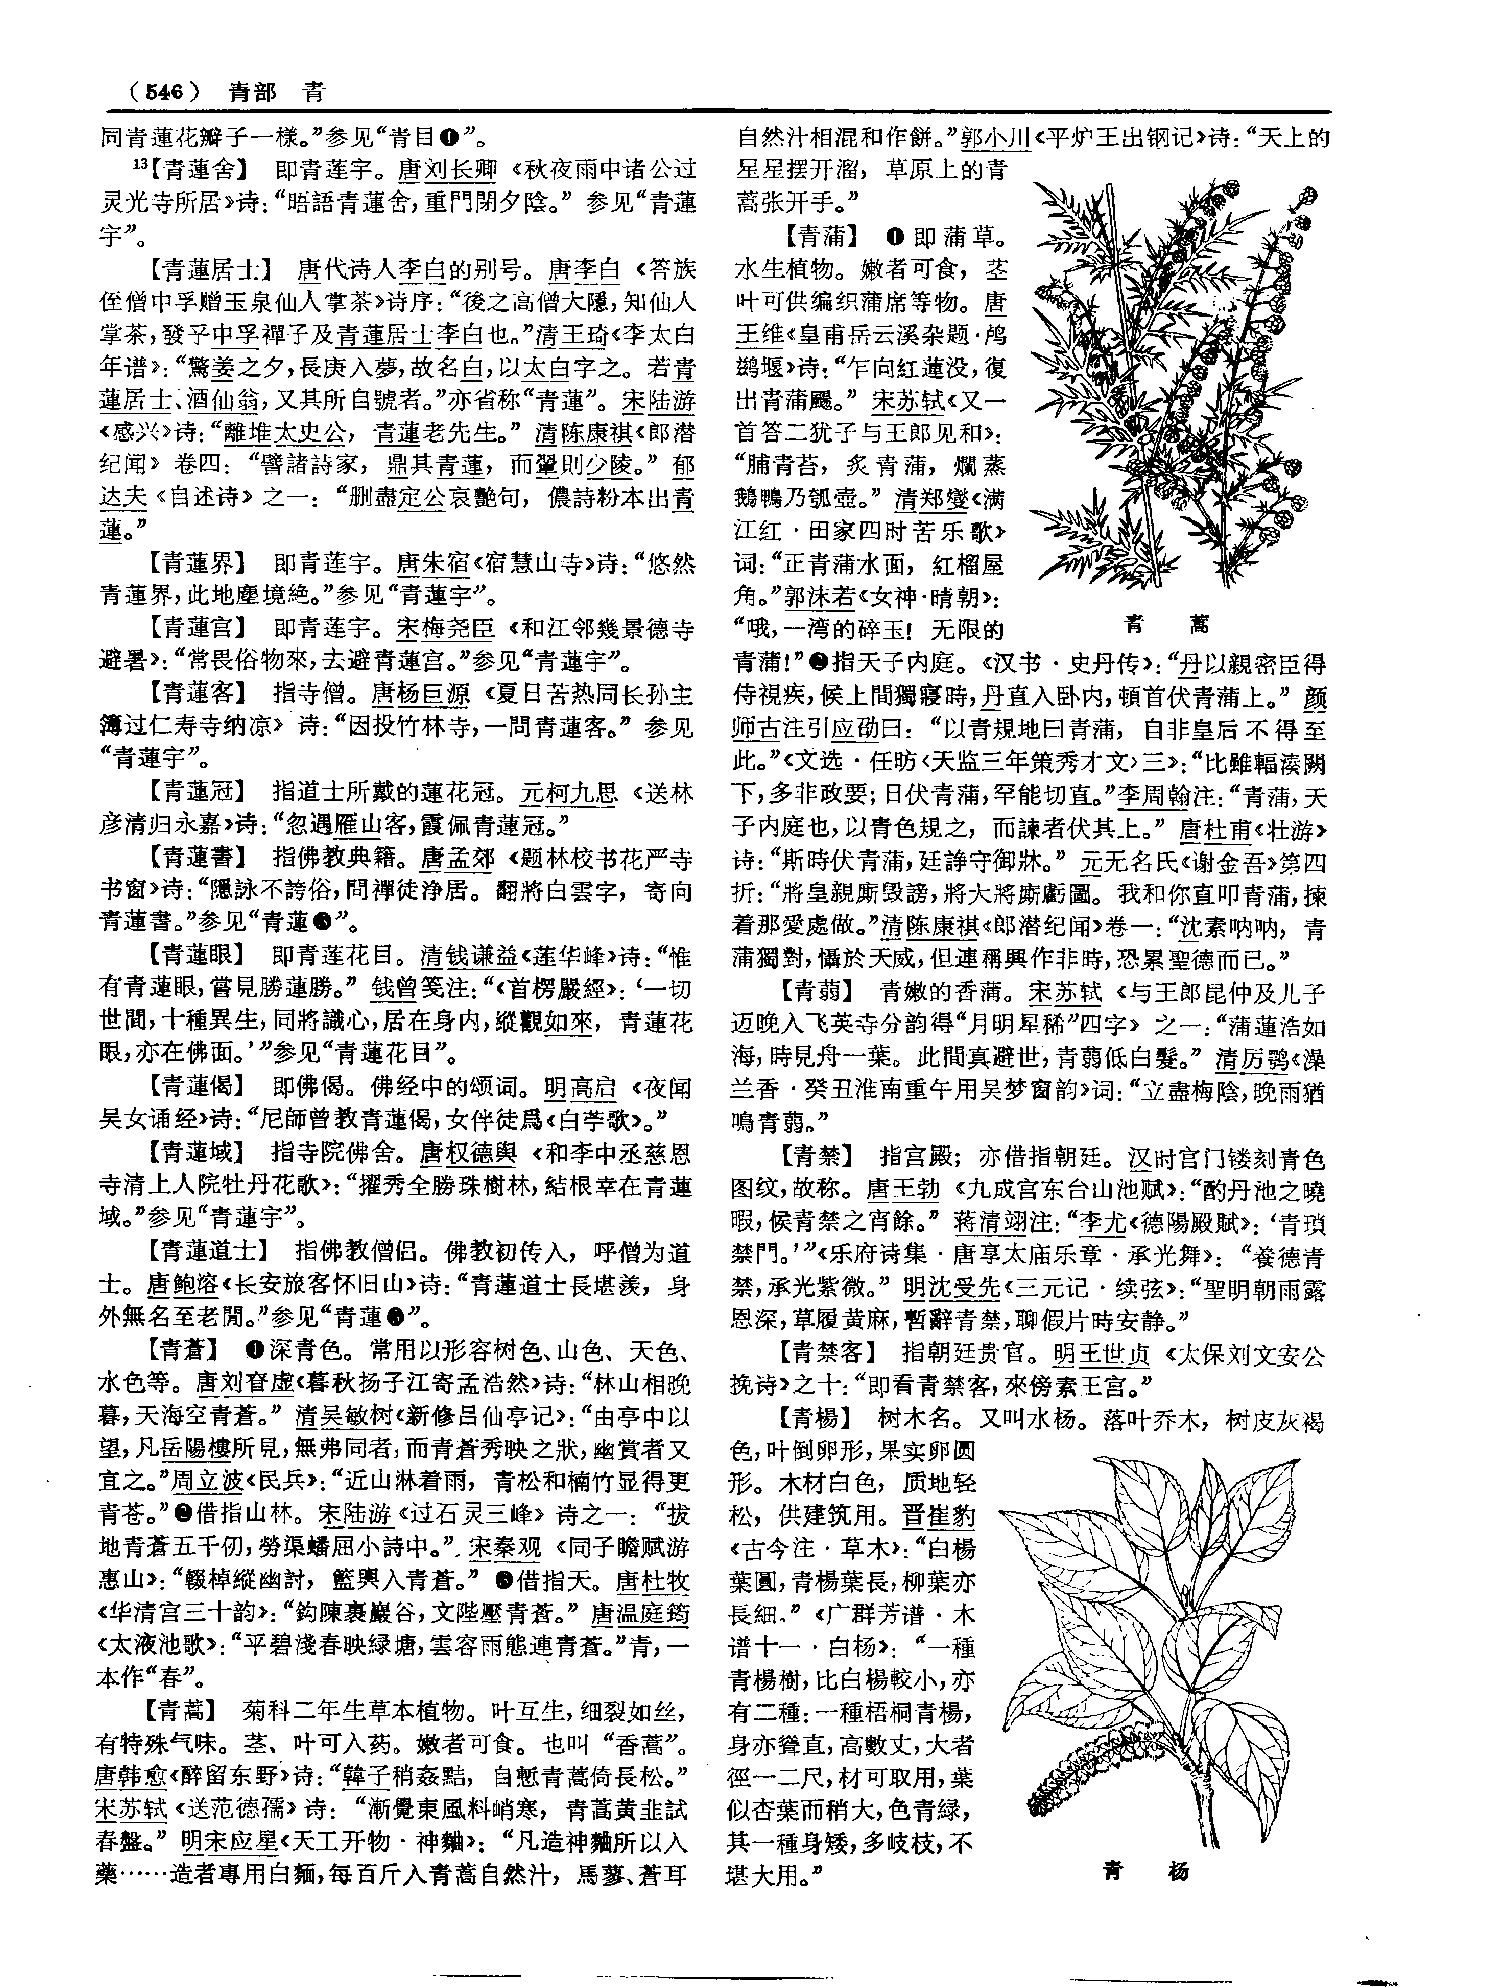 （546） 青部 青
同青蓮花瓣子一樣。”参见“青目❶”。
13【青蓮舍】 即青莲宇。唐刘长卿《秋夜雨中诸公过
灵光寺所居》诗：“晤語青蓮舍，重門閉夕陰。” 参见“青蓮
宇”。
【青蓮居士】 唐代诗人李白的别号。唐李白《答族
侄僧中孚赠玉泉仙人掌茶》诗序：“後之高僧大隱，知仙人
掌茶，發乎中孚禪子及青蓮居士李白也。”清王琦《李太白
年谱》：“驚姜之夕，長庚入夢，故名白，以太白字之。若青
蓮居士、酒仙翁，又其所自號者。”亦省称“青蓮”。宋陆游
《感兴》诗：“離堆太史公，青蓮老先生。” 清陈康祺《郎潜
纪闻》卷四：“譬諸詩家，鼎其青蓮，而鞏則少陵。” 郁
达夫《自述诗》之一：“删盡定公哀艷句，儂詩粉本出青
蓮。”
【青蓮界】 即青莲宇。唐朱宿《宿慧山寺》诗：“悠然
青蓮界，此地塵境絶。”参见“青蓮宇”。
【青蓮宫】 即青莲宇。宋梅尧臣《和江邻幾景德寺
避暑》：“常畏俗物來，去避青蓮宫。”参见“青蓮宇”。
【青蓮客】 指寺僧。唐杨巨源《夏日苦热同长孙主
簿过仁寿寺纳凉》诗：“因投竹林寺，一問青蓮客。” 参见
“青蓮宇”。
【青蓮冠】 指道士所戴的蓮花冠。元柯九思《送林
彦清归永嘉》诗：“忽遇雁山客，霞佩青蓮冠。”
【青蓮書】 指佛教典籍。唐孟郊《题林校书花严寺
书窗》诗：“隱詠不誇俗，問禪徒净居。翻將白雲字，寄向
青蓮書。”参见“青蓮❸”。
【青蓮眼】 即青莲花目。清钱谦益《莲华峰》诗：“惟
有青蓮眼，嘗見勝蓮勝。” 钱曾笺注：“《首楞嚴經》：‘一切
世間，十種異生，同將識心，居在身内，縱觀如來，青蓮花
眼，亦在佛面。’”参见“青蓮花目”。
【青蓮偈】 即佛偈。佛经中的颂词。明高启《夜闻
吴女诵经》诗：“尼師曾教青蓮偈，女伴徒爲《白苧歌》。”
【青蓮域】 指寺院佛舍。唐权德舆《和李中丞慈恩
寺清上人院牡丹花歌》：“擢秀全勝珠樹林，結根幸在青蓮
域。”参见“青蓮宇”。
【青蓮道士】 指佛教僧侣。佛教初传入，呼僧为道
士。唐鲍溶《长安旅客怀旧山》诗：“青蓮道士長堪羨，身
外無名至老閒。”参见“青蓮❸”。
【青蒼】 ❶深青色。常用以形容树色、山色、天色、
水色等。唐刘眘虚《暮秋扬子江寄孟浩然》诗：“林山相晚
暮，天海空青蒼。” 清吴敏树《新修吕仙亭记》：“由亭中以
望，凡岳陽樓所見，無弗同者，而青蒼秀映之狀，幽賞者又
宜之。”周立波《民兵》：“近山淋着雨，青松和楠竹显得更
青苍。”❷借指山林。宋陆游《过石灵三峰》诗之一：“拔
地青蒼五千仞，勞渠蟠屈小詩中。” 宋秦观《同子瞻赋游
惠山》：“輟棹縱幽討，籃輿入青蒼。” ❸借指天。唐杜牧
《华清宫三十韵》：“鈎陳裹巖谷，文陛壓青蒼。” 唐温庭筠
《太液池歌》：“平碧淺春映緑塘，雲容雨態連青蒼。”青，一
本作“春”。
【青蒿】 菊科二年生草本植物。叶互生，细裂如丝，
有特殊气味。茎、叶可入药。嫩者可食。也叫“香蒿”。
唐韩愈《醉留东野》诗：“韓子稍姦黠，自慙青蒿倚長松。”
宋苏轼《送范德孺》诗：“漸覺東風料峭寒，青蒿黄韭試
春盤。” 明宋应星《天工开物·神麯》：“凡造神麯所以入
藥……造者專用白麵，每百斤入青蒿自然汁，馬蓼、蒼耳
自然汁相混和作餅。”郭小川《平炉王出钢记》诗：“天上的
星星摆开溜，草原上的青
蒿张开手。”
【青蒲】 ❶即蒲草。
水生植物。嫩者可食，茎
叶可供编织蒲席等物。唐
王维《皇甫岳云溪杂题·鸬
鹚堰》诗：“乍向紅蓮没，復
出青蒲颺。” 宋苏轼《又一
首答二犹子与王郎见和》：
“脯青苔，炙青蒲，爛蒸
鵝鴨乃瓠壺。” 清郑燮《满
江红·田家四时苦乐歌》
词：“正青蒲水面，紅榴屋
角。”郭沫若《女神·晴朝》：
“哦，一湾的碎玉！无限的
青蒲！”❷指天子内庭。《汉书·史丹传》：“丹以親密臣得
侍視疾，候上間獨寢時，丹直入卧内，頓首伏青蒲上。” 颜
师古注引应劭曰：“以青規地曰青蒲，自非皇后不得至
此。”《文选·任昉〈天监三年策秀才文〉三》：“比雖輻湊闕
下，多非政要；日伏青蒲，罕能切直。”李周翰注：“青蒲，天
子内庭也，以青色規之，而諫者伏其上。” 唐杜甫《壮游》
诗：“斯時伏青蒲，廷諍守御牀。” 元无名氏《谢金吾》第四
折：“將皇親厮毁謗，將大將厮虧圖。我和你直叩青蒲，揀
着那愛處做。”清陈康祺《郎潜纪闻》卷一：“沈素呐呐，青
蒲獨對，懾於天威，但連稱興作非時，恐累聖德而已。”
【青蒻】 青嫩的香蒲。宋苏轼《与王郎昆仲及儿子
迈晚入飞英寺分韵得“月明星稀”四字》之一：“蒲蓮浩如
海，時見舟一葉。此間真避世，青蒻低白髮。” 清厉鹗《澡
兰香·癸丑淮南重午用吴梦窗韵》词：“立盡梅陰，晚雨猶
鳴青蒻。”
【青禁】 指宫殿；亦借指朝廷。汉时官门镂刻青色
图纹，故称。唐王勃《九成宫东台山池赋》：“酌丹池之曉
暇，候青禁之宵餘。” 蒋清翊注：“李尤《德陽殿賦》：‘青瑣
禁門。’”《乐府诗集·唐享太庙乐章·承光舞》：“養德青
禁，承光紫微。” 明沈受先《三元记·续弦》：“聖明朝雨露
恩深，草履黄麻，暫辭青禁，聊假片時安静。”
【青禁客】 指朝廷贵官。明王世贞《太保刘文安公
挽诗》之十：“即看青禁客，來傍素王宫。”
【青楊】 树木名。又叫水杨。落叶乔木，树皮灰褐
色，叶倒卵形，果实卵圆
形。木材白色，质地轻
松，供建筑用。晋崔豹
《古今注·草木》：“白楊
葉圓，青楊葉長，柳葉亦
長細。”《广群芳谱·木
谱十一·白杨》：“一種
青楊樹，比白楊較小，亦
有二種：一種梧桐青楊，
身亦聳直，高數丈，大者
徑一二尺，材可取用，葉
似杏葉而稍大，色青緑，
其一種身矮，多岐枝，不
堪大用。”
青 蒿
青 杨